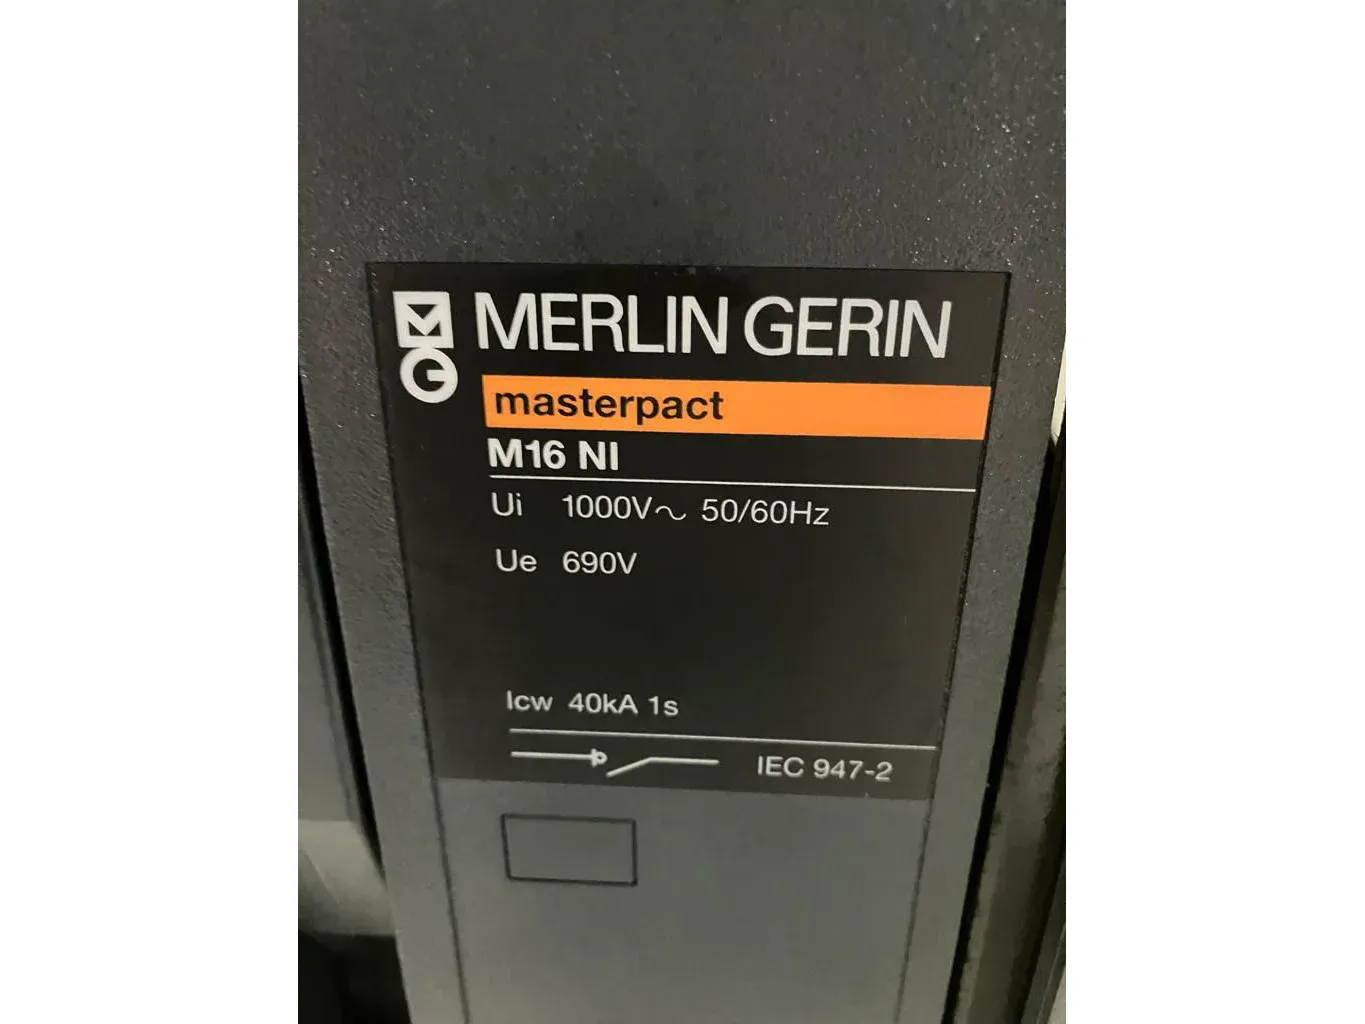 MERLIN GERIN
masterpact
M16 NI
Ui 1000V~ 50/60Hz
Ue 690V
Icw 40kA 1s
IEC 947-2